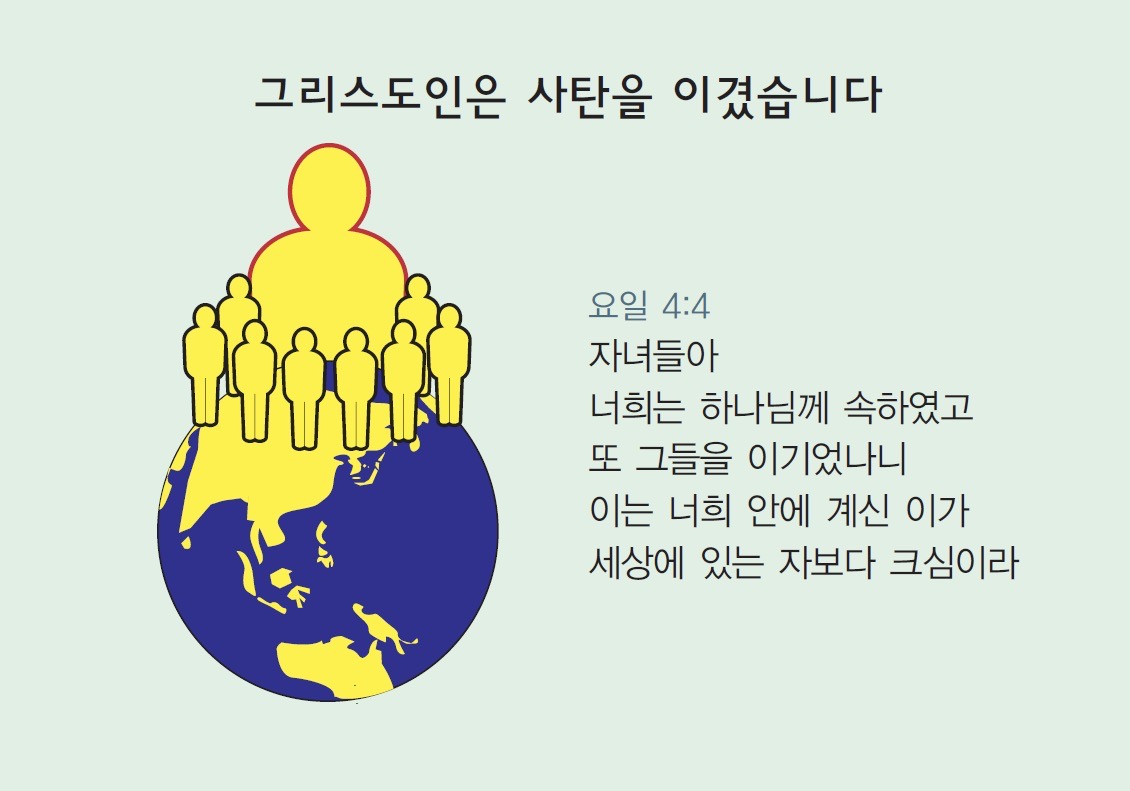 그리스도인은 사탄을 이겼습니다
요일 4:4
자녀들아
너희는 하나님께 속하였고
또 그들을 이기었나니
이는 너희 안에 계신 이가
세상에 있는 자보다 크심이라